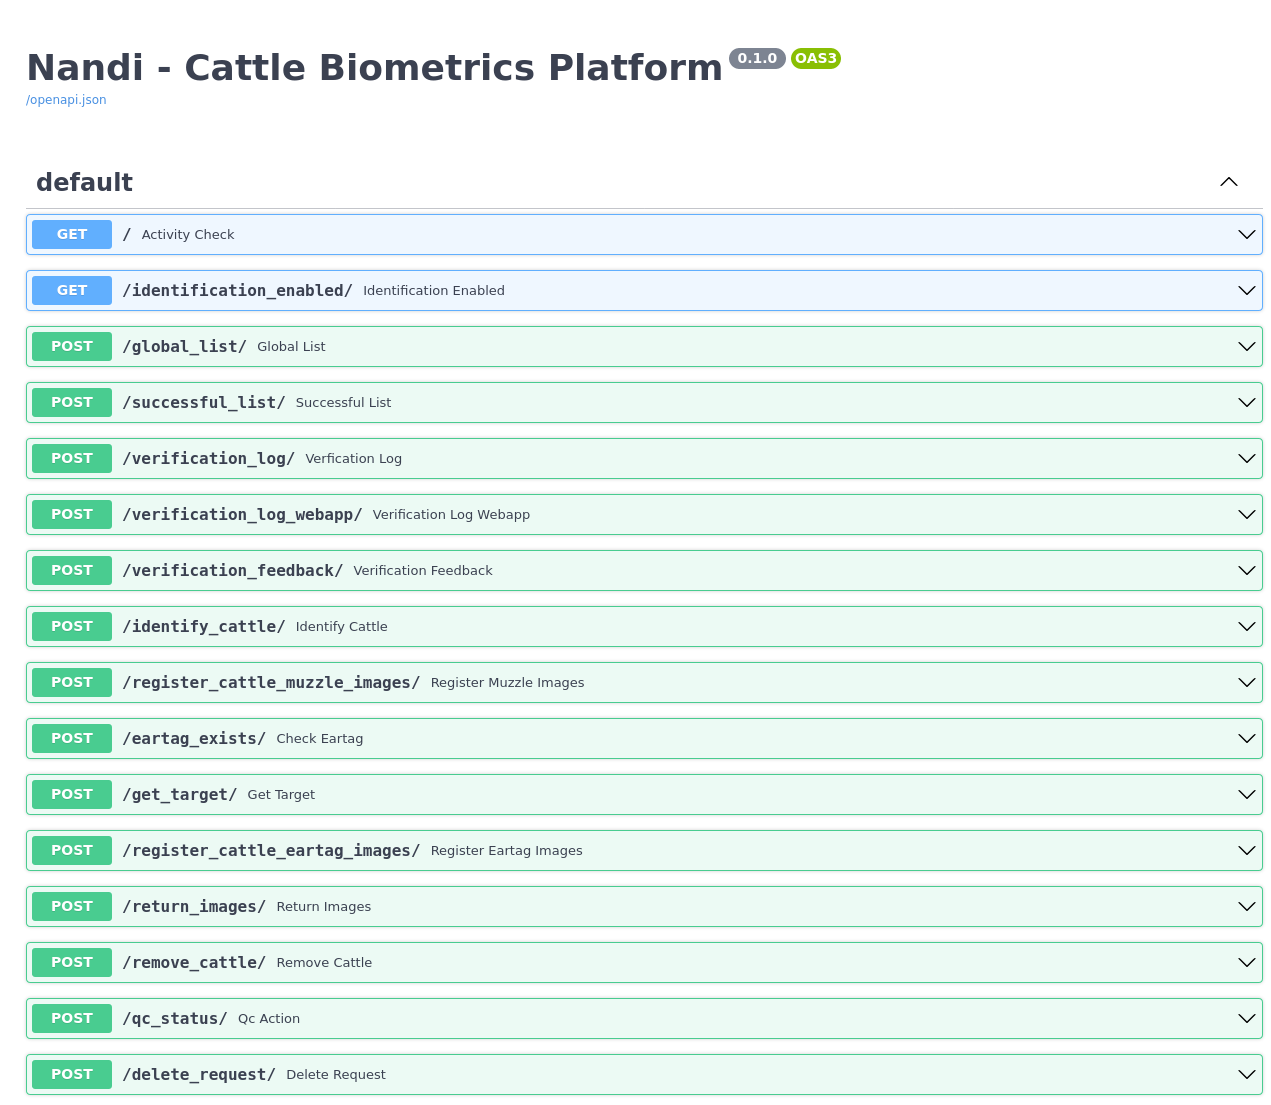 Nandi - Cattle Biometrics Platform 0.1.0 OAS3
/openapi.json
default
GET / Activity Check
GET /identification_enabled/ Identification Enabled
POST /global_list/ Global List
POST /successful_list/ Successful List
POST /verification_log/ Verfication Log
POST /verification_log_webapp/ Verification Log Webapp
POST /verification_feedback/ Verification Feedback
POST /identify_cattle/ Identify Cattle
POST /register_cattle_muzzle_images/ Register Muzzle Images
POST /eartag_exists/ Check Eartag
POST /get_target/ Get Target
POST /register_cattle_eartag_images/ Register Eartag Images
POST /return_images/ Return Images
POST /remove_cattle/ Remove Cattle
POST /qc_status/ Qc Action
POST /delete_request/ Delete Request